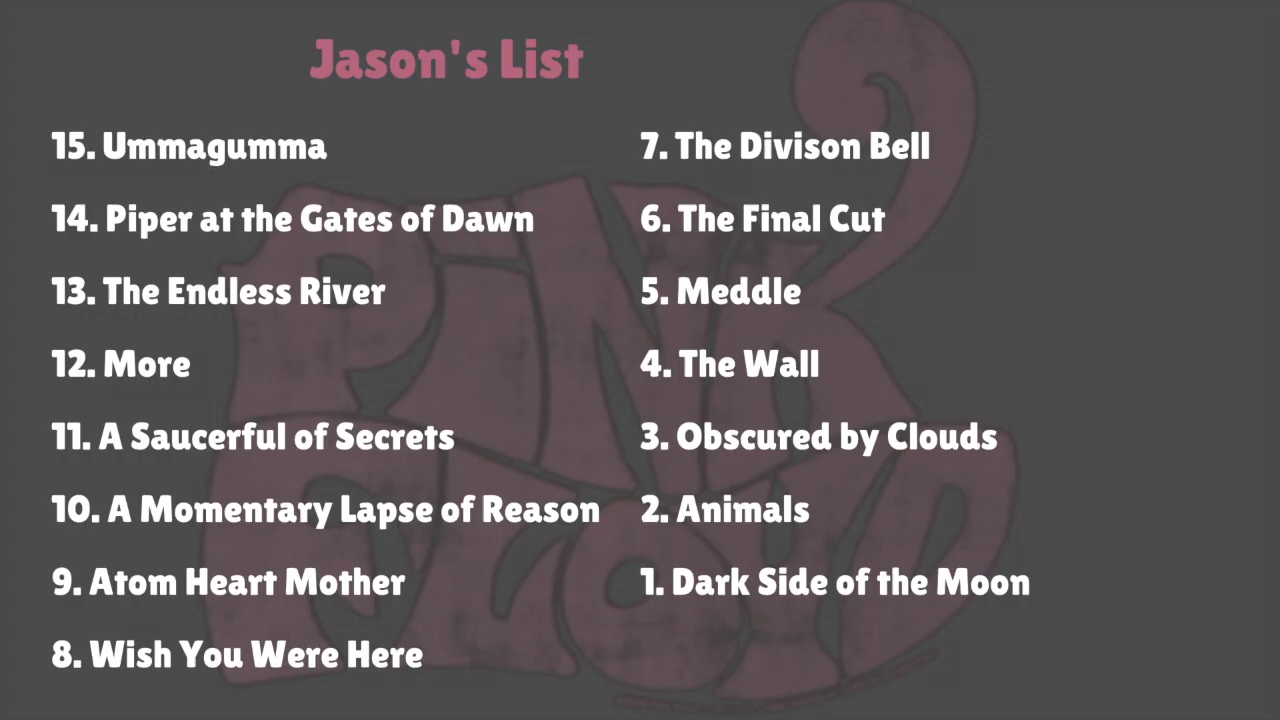 Jason's List
15. Ummagumma
14. Piper at the Gates of Dawn
13. The Endless River
12. More
11. A Saucerful of Secrets
10. A Momentary Lapse of Reason
9. Atom Heart Mother
8. Wish You Were Here
7. The Divison Bell
6. The Final Cut
5. Meddle
4. The Wall
3. Obscured by Clouds
2. Animals
1. Dark Side of the Moon
PINK
FLOYD